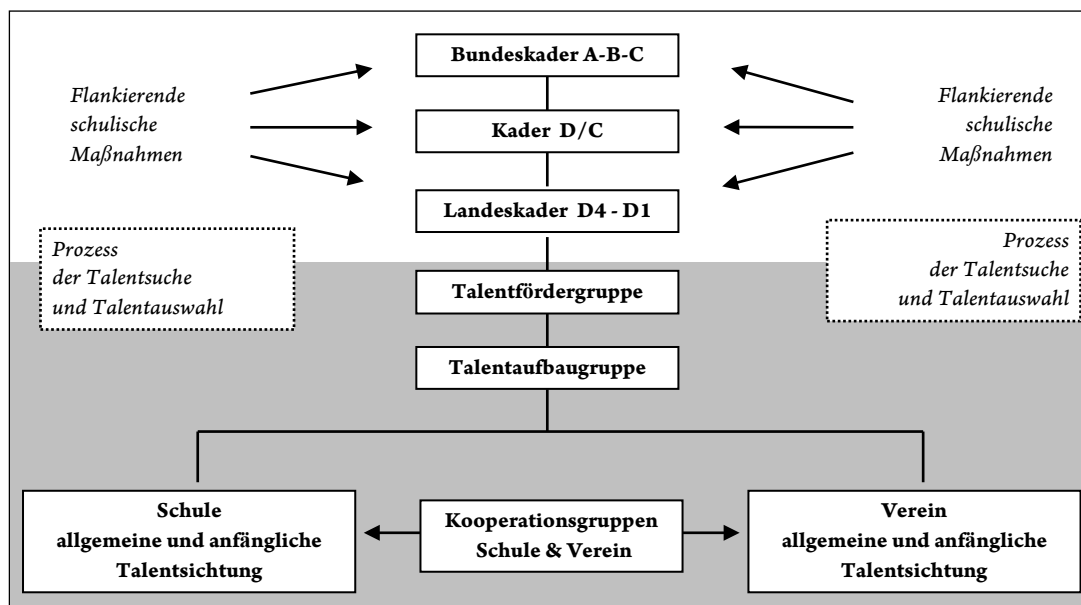 Bundeskader A-B-C
Flankierende
schulische
Maßnahmen
Kader D/C
Flankierende
schulische
Maßnahmen
Landeskader D4 - D1
Prozess
der Talentsuche
und Talentauswahl
Prozess
der Talentsuche
und Talentauswahl
Talentfördergruppe
Talentaufbaugruppe
Schule
allgemeine und anfängliche
Talentsichtung
Kooperationsgruppen
Schule & Verein
Verein
allgemeine und anfängliche
Talentsichtung